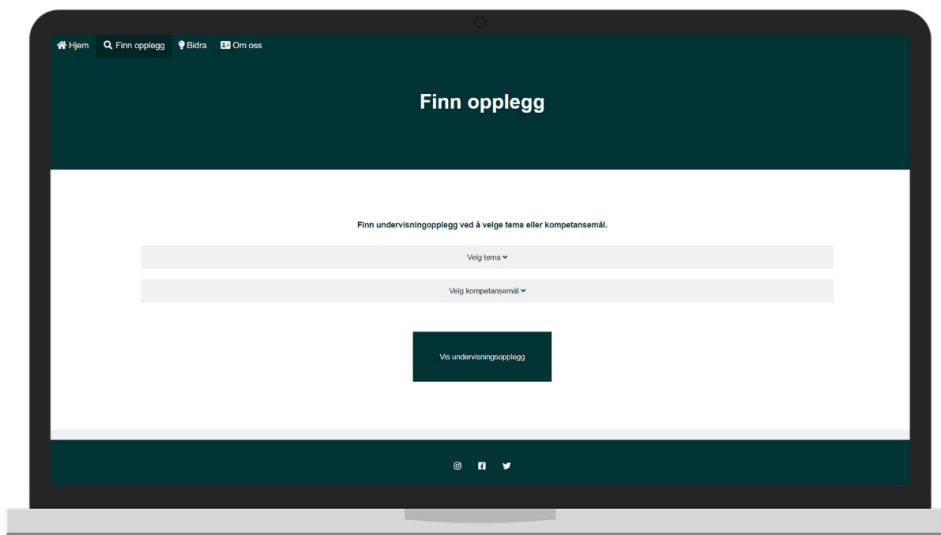 Hjem Finn opplegg Bidra Om oss
Finn opplegg
Finn undervisningopplegg ved å velge tema eller kompetansemål.
Velg tema
Velg kompetansemål
Vis undervisningsopplegg